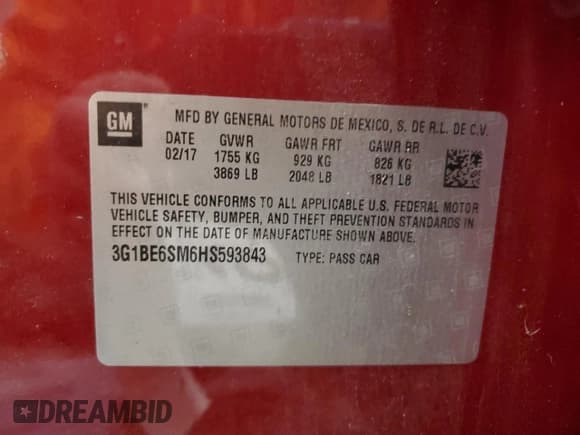 GM
MFD BY GENERAL MOTORS DE MEXICO, S. DE R.L. DE C.V.
DATE GVWR GAWR FRT GAWR RR
02/17 1755 KG 929 KG 826 KG
3869 LB 2048 LB 1821 LB
THIS VEHICLE CONFORMS TO ALL APPLICABLE U.S. FEDERAL MOTOR
VEHICLE SAFETY, BUMPER, AND THEFT PREVENTION STANDARDS IN
EFFECT ON THE DATE OF MANUFACTURE SHOWN ABOVE.
3G1BE6SM6HS593843 TYPE: PASS CAR
DREAMBID